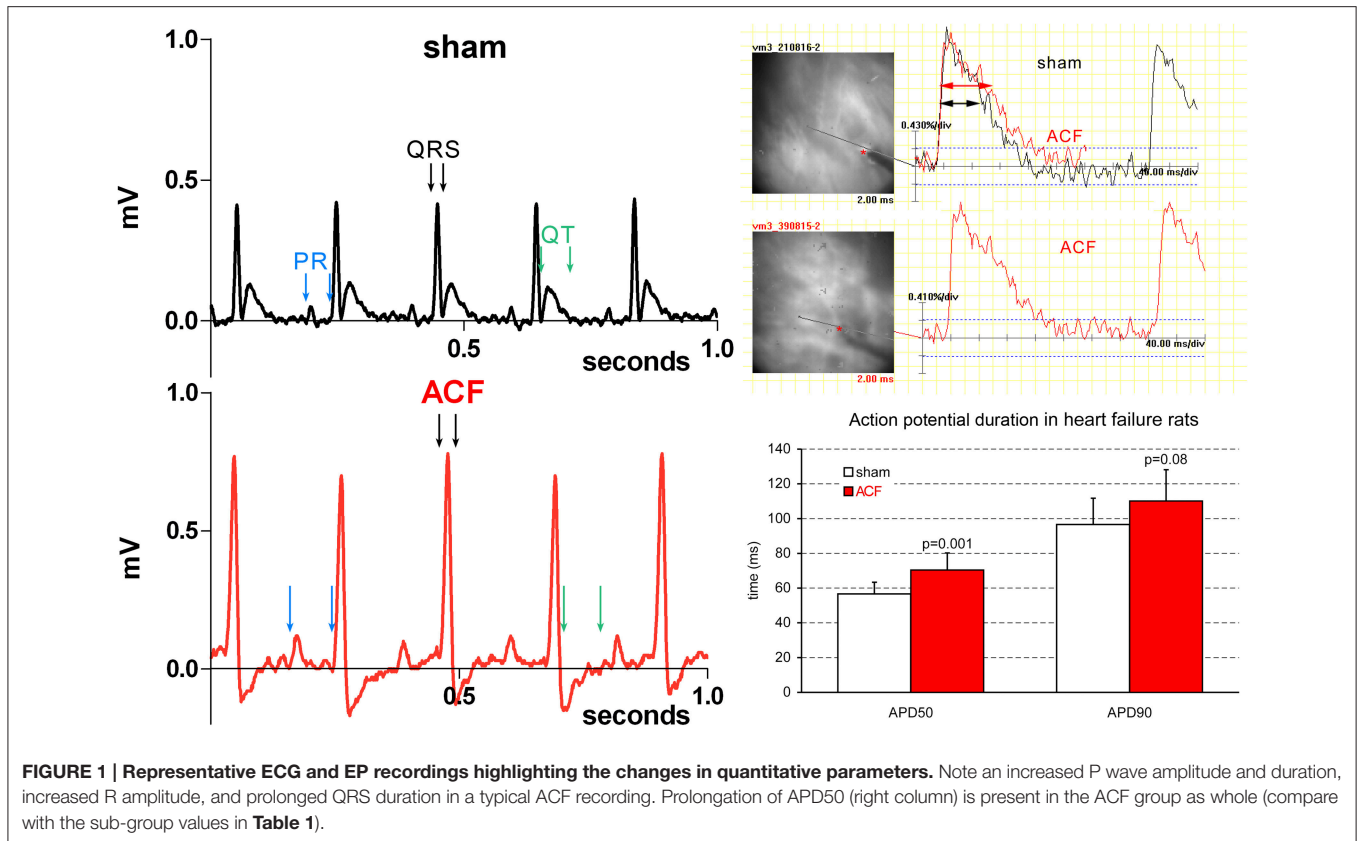 1.0
sham
mV
0.5
QRS
PR
QT
0.0
0.5
1.0
seconds
1.0
ACF
mV
0.5
0.0
0.5
1.0
seconds
vm3_210816-2
sham
0.430%/div
*
ACF
40.00 ms/div
2.00 ms
vm3_390815-2
ACF
0.410%/div
*
40.00 ms/div
2.00 ms
Action potential duration in heart failure rats
140
120
100
80
60
40
20
0
time (ms)
sham
ACF
p=0.001
p=0.08
APD50
APD90
FIGURE 1 | Representative ECG and EP recordings highlighting the changes in quantitative parameters. Note an increased P wave amplitude and duration,
increased R amplitude, and prolonged QRS duration in a typical ACF recording. Prolongation of APD50 (right column) is present in the ACF group as whole (compare
with the sub-group values in Table 1).